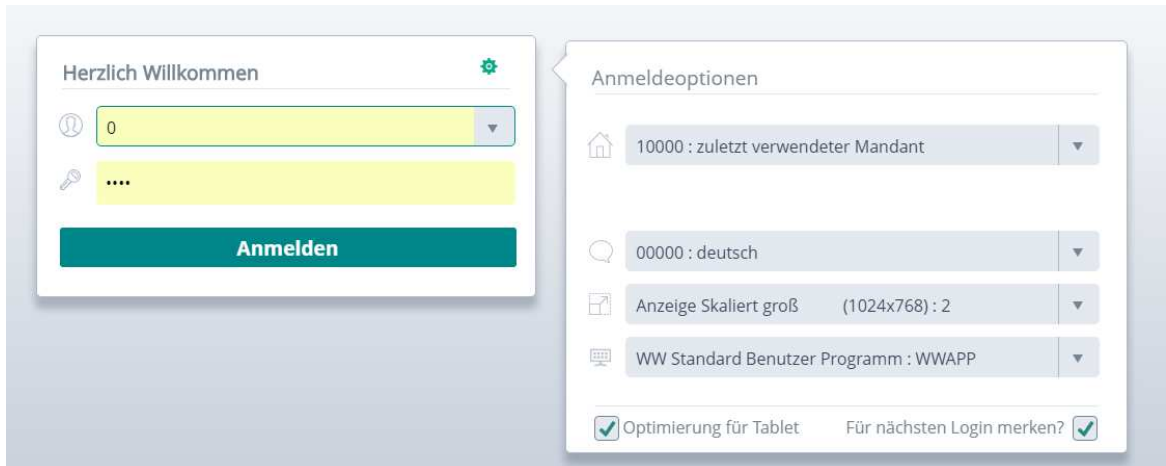 Herzlich Willkommen
0
••••
Anmelden
Anmeldeoptionen
10000 : zuletzt verwendeter Mandant
00000 : deutsch
Anzeige Skaliert groß (1024x768) : 2
WW Standard Benutzer Programm : WWAPP
Optimierung für Tablet Für nächsten Login merken?